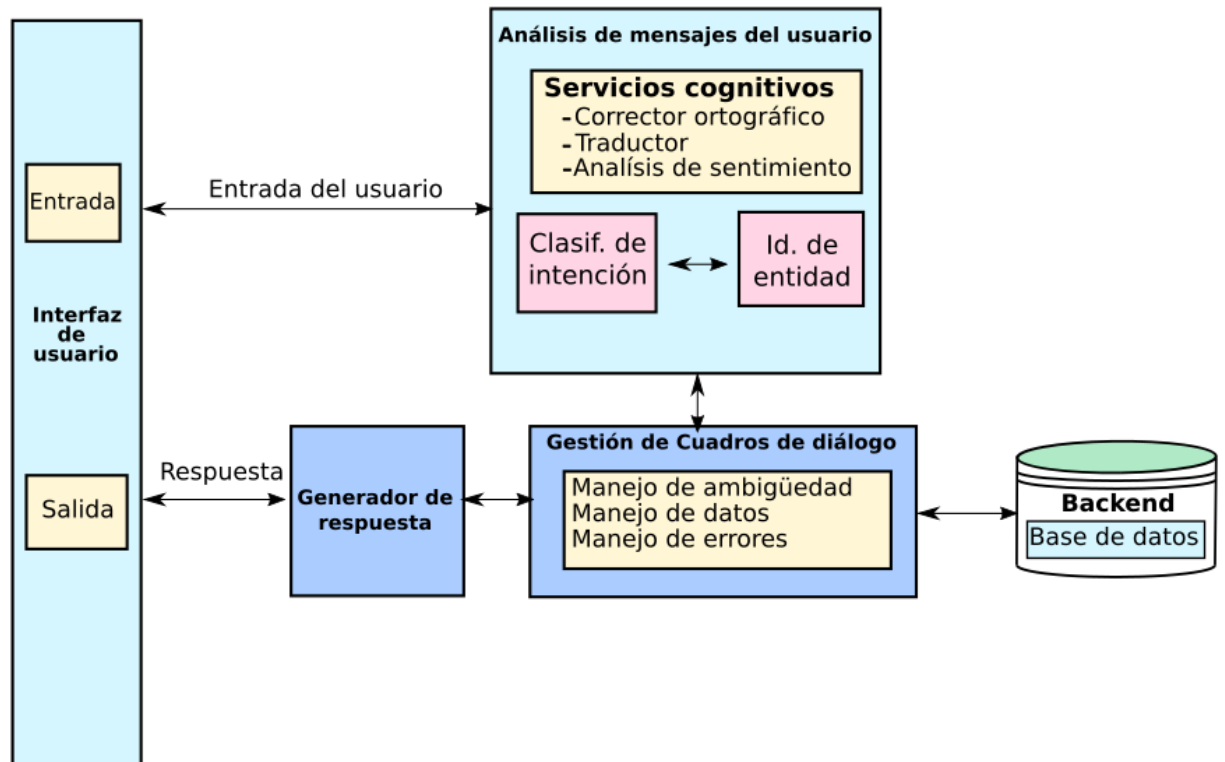 Análisis de mensajes del usuario
Servicios cognitivos
-Corrector ortográfico
-Traductor
-Analísis de sentimiento
Entrada
Entrada del usuario
Clasif. de
intención
Id. de
entidad
Interfaz
de
usuario
Gestión de Cuadros de diálogo
Respuesta
Salida
Generador de
respuesta
Manejo de ambigüedad
Manejo de datos
Manejo de errores
Backend
Base de datos